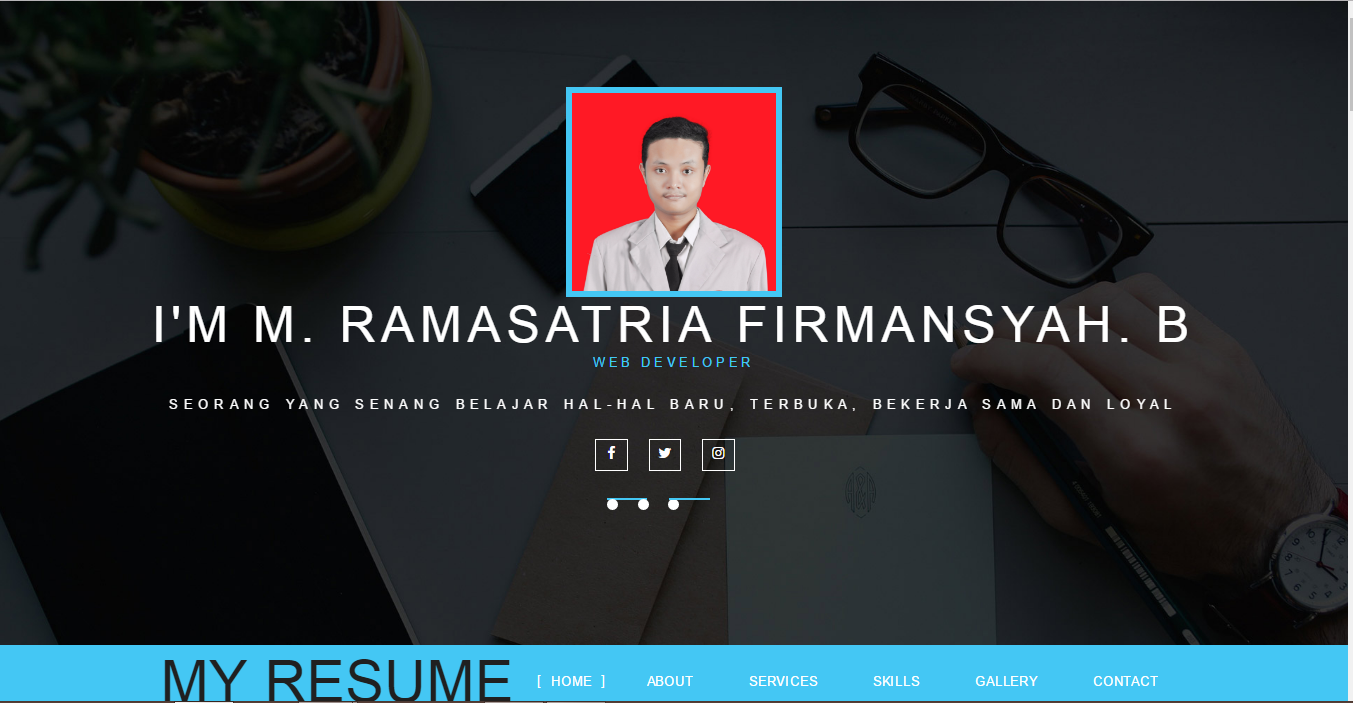 I'M M. RAMASATRIA FIRMANSYAH. B
WEB DEVELOPER
SEORANG YANG SENANG BELAJAR HAL-HAL BARU, TERBUKA, BEKERJA SAMA DAN LOYAL
MY RESUME [ HOME ] ABOUT SERVICES SKILLS GALLERY CONTACT